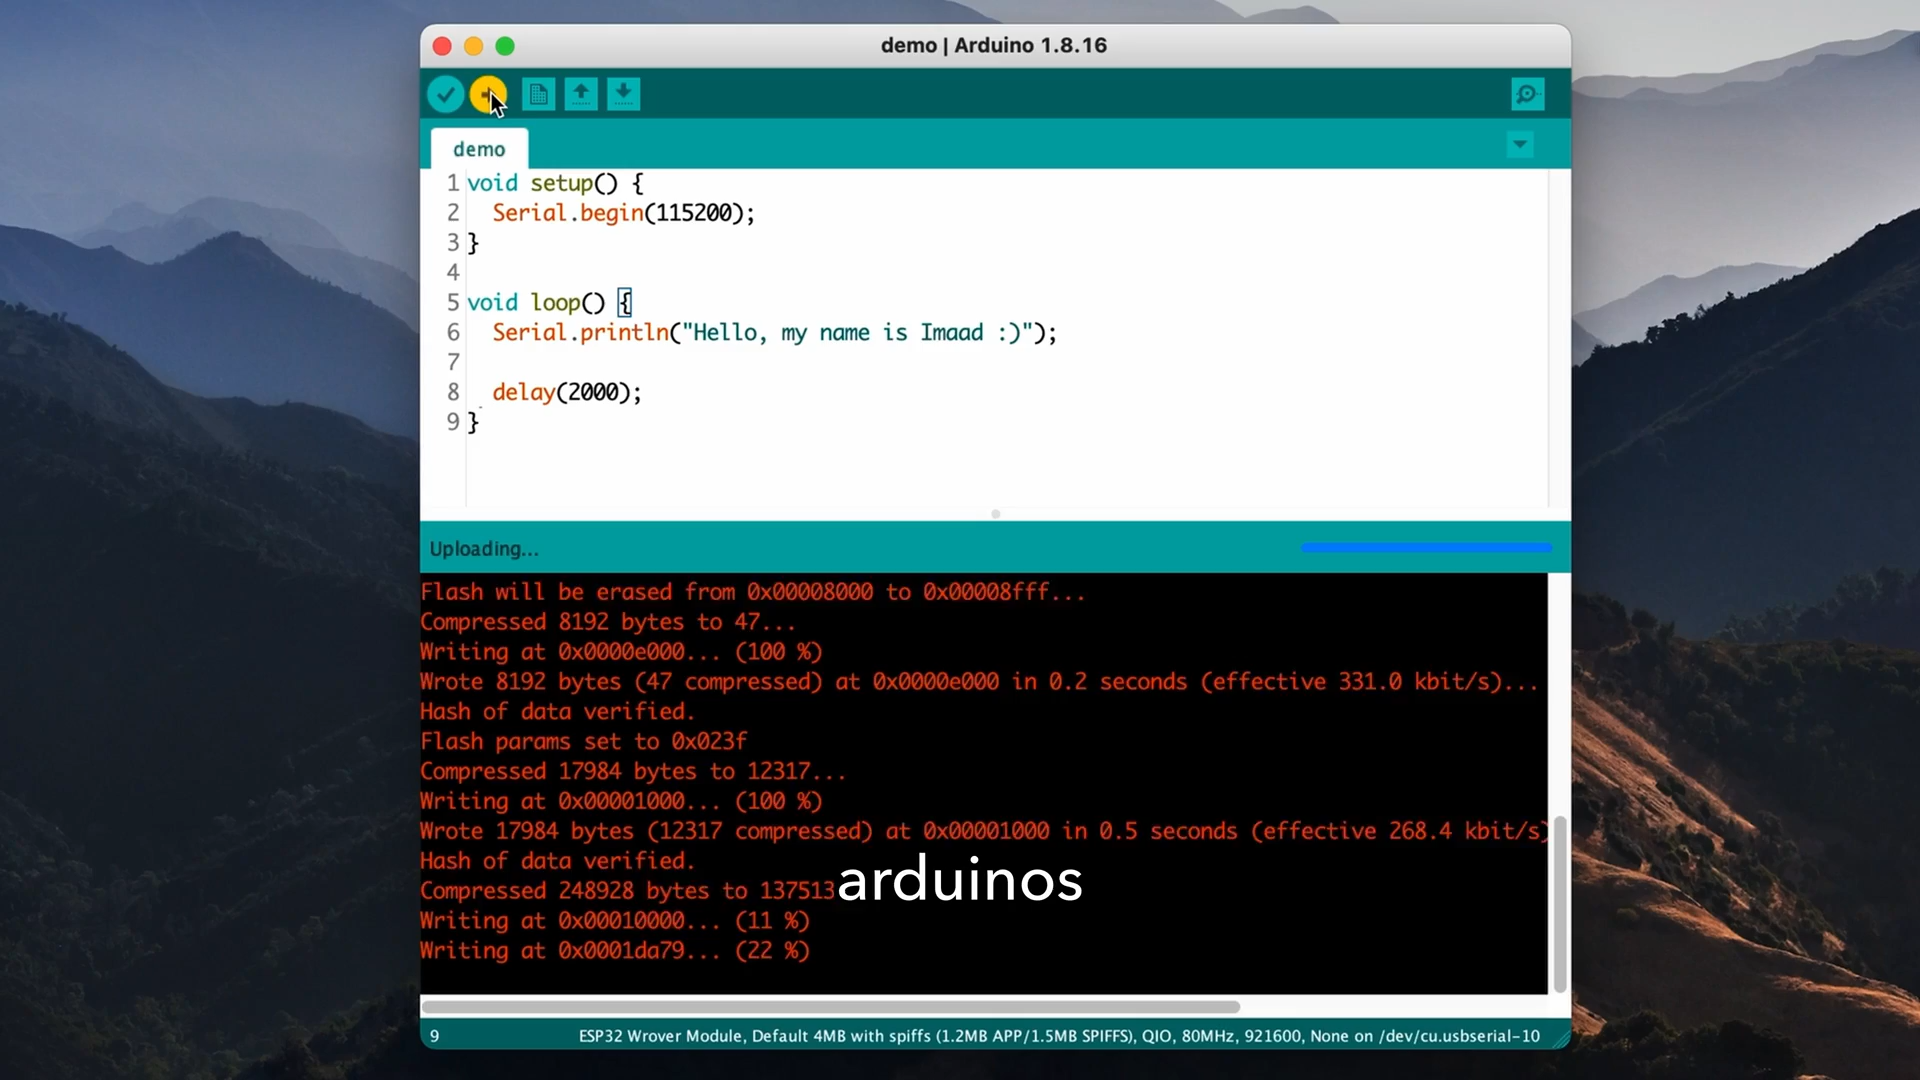 demo | Arduino 1.8.16
demo
1 void setup() {
2 Serial.begin(115200);
3 }
4
5 void loop() {
6 Serial.println("Hello, my name is Imaad :)");
7
8 delay(2000);
9 }
Uploading...
Flash will be erased from 0x00008000 to 0x00008fff...
Compressed 8192 bytes to 47...
Writing at 0x0000e000... (100 %)
Wrote 8192 bytes (47 compressed) at 0x0000e000 in 0.2 seconds (effective 331.0 kbit/s)...
Hash of data verified.
Flash params set to 0x023f
Compressed 17984 bytes to 12317...
Writing at 0x00001000... (100 %)
Wrote 17984 bytes (12317 compressed) at 0x00001000 in 0.5 seconds (effective 268.4 kbit/s)
Hash of data verified.
Compressed 248928 bytes to 137513
arduinos
Writing at 0x00010000... (11 %)
Writing at 0x0001da79... (22 %)
9 ESP32 Wrover Module, Default 4MB with spiffs (1.2MB APP/1.5MB SPIFFS), QIO, 80MHz, 921600, None on /dev/cu.usbserial-10